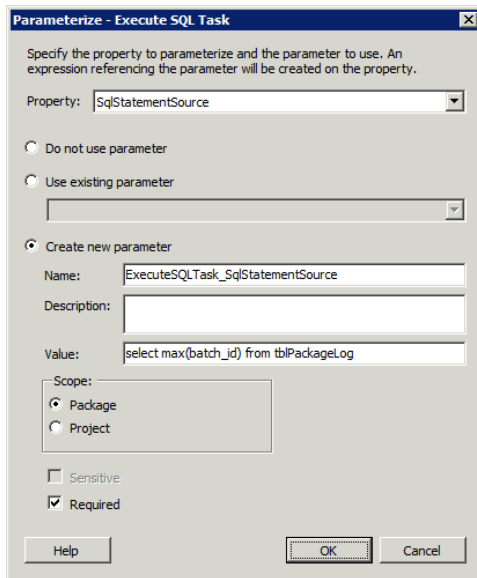 Parameterize - Execute SQL Task
Specify the property to parameterize and the parameter to use. An
expression referencing the parameter will be created on the property.
Property: SqlStatementSource
Do not use parameter
Use existing parameter
Create new parameter
Name: ExecuteSQLTask_SqlStatementSource
Description:
Value: select max(batch_id) from tblPackageLog
Scope:
Package
Project
Sensitive
Required
Help OK Cancel